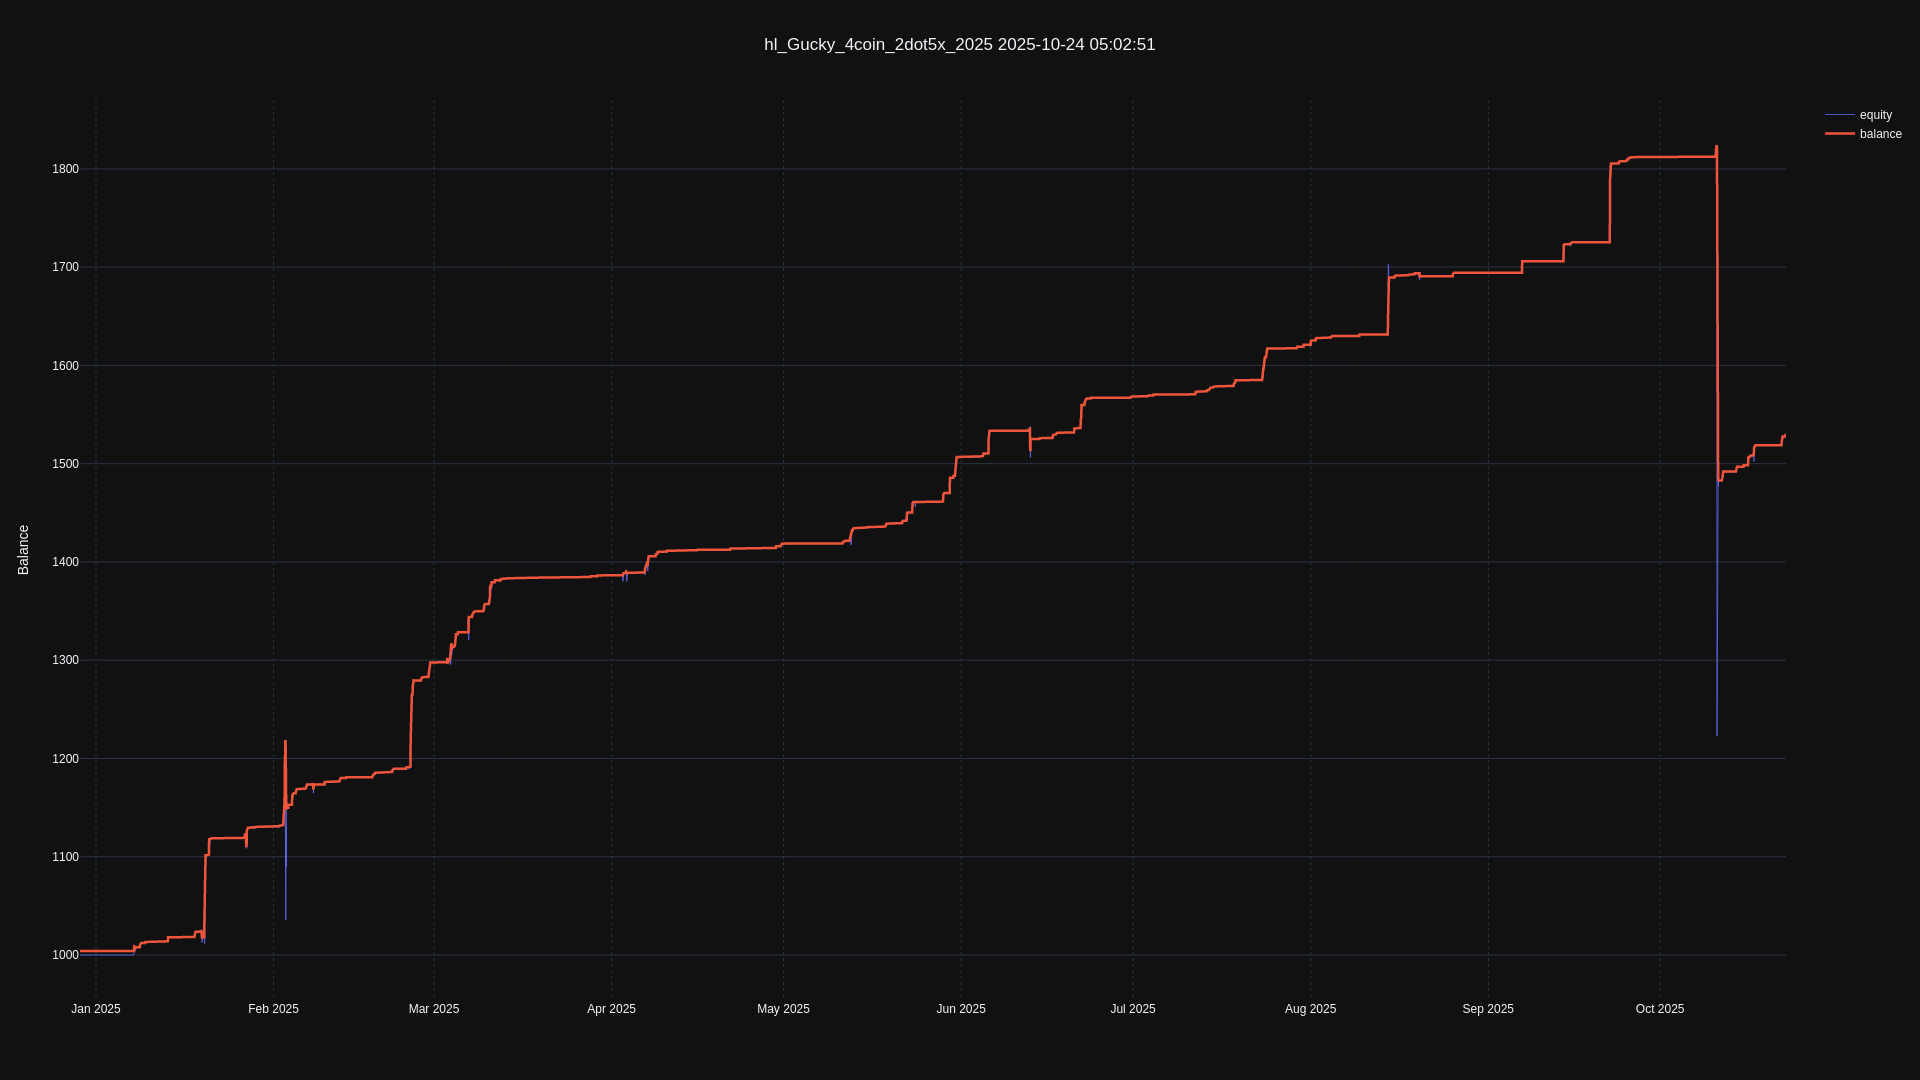 hl_Gucky_4coin_2dot5x_2025 2025-10-24 05:02:51
equity
balance
Balance
1800
1700
1600
1500
1400
1300
1200
1100
1000
Jan 2025
Feb 2025
Mar 2025
Apr 2025
May 2025
Jun 2025
Jul 2025
Aug 2025
Sep 2025
Oct 2025